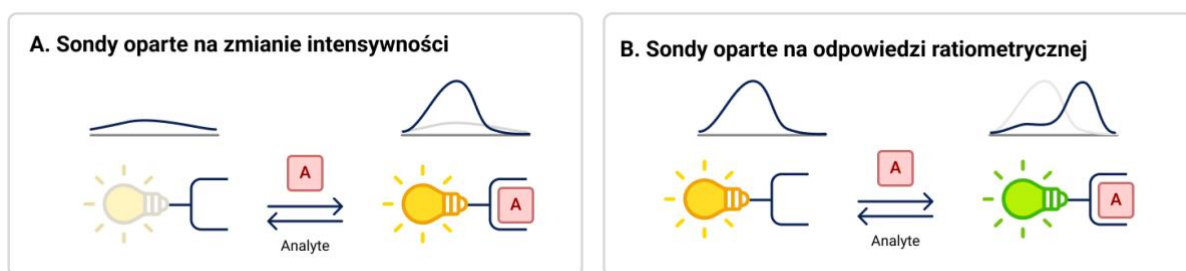 A. Sondy oparte na zmianie intensywności
A
A
Analyte
B. Sondy oparte na odpowiedzi ratiometrycznej
A
A
Analyte